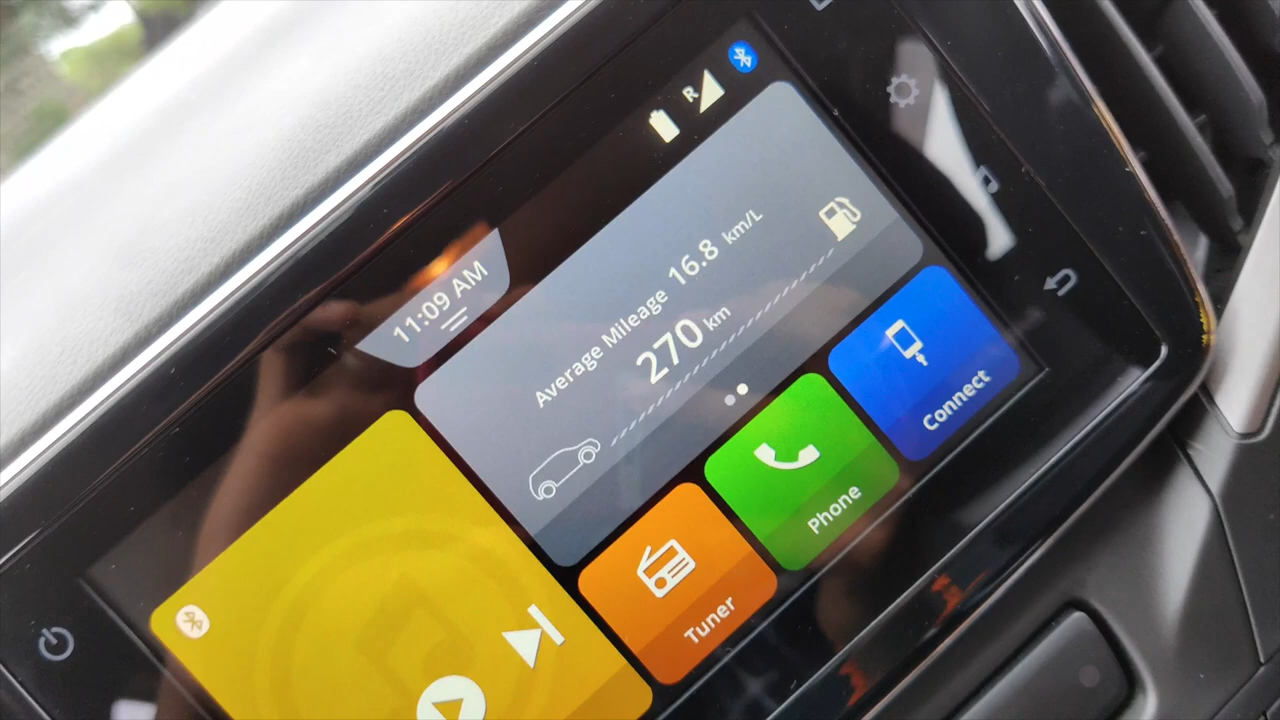 R
11:09 AM
Average Mileage 16.8 km/L
270 km
Tuner
Phone
Connect